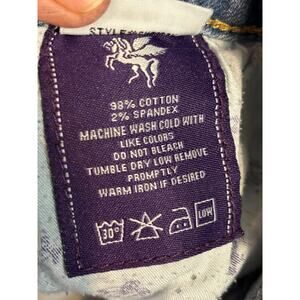 98% COTTON
2% SPANDEX
MACHINE WASH COLD WITH
LIKE COLORS
DO NOT BLEACH
TUMBLE DRY LOW REMOVE
PROMPTLY
WARM IRON IF DESIRED
30° LOW